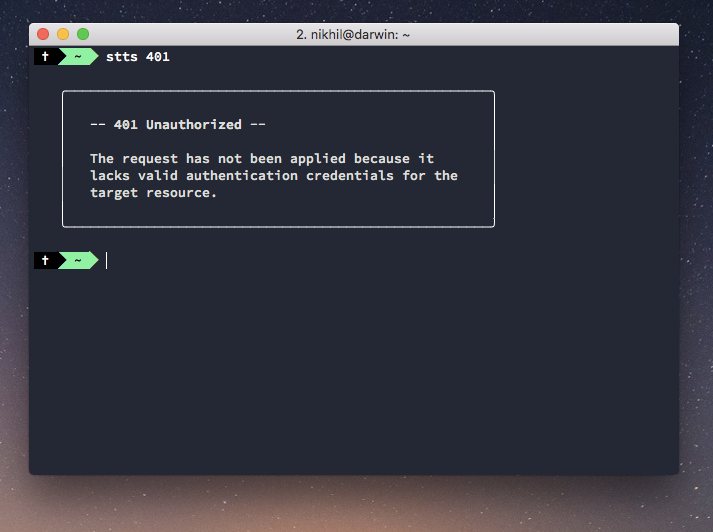 2. nikhil@darwin: ~
✝ ~ stts 401
-- 401 Unauthorized --
The request has not been applied because it
lacks valid authentication credentials for the
target resource.
✝ ~